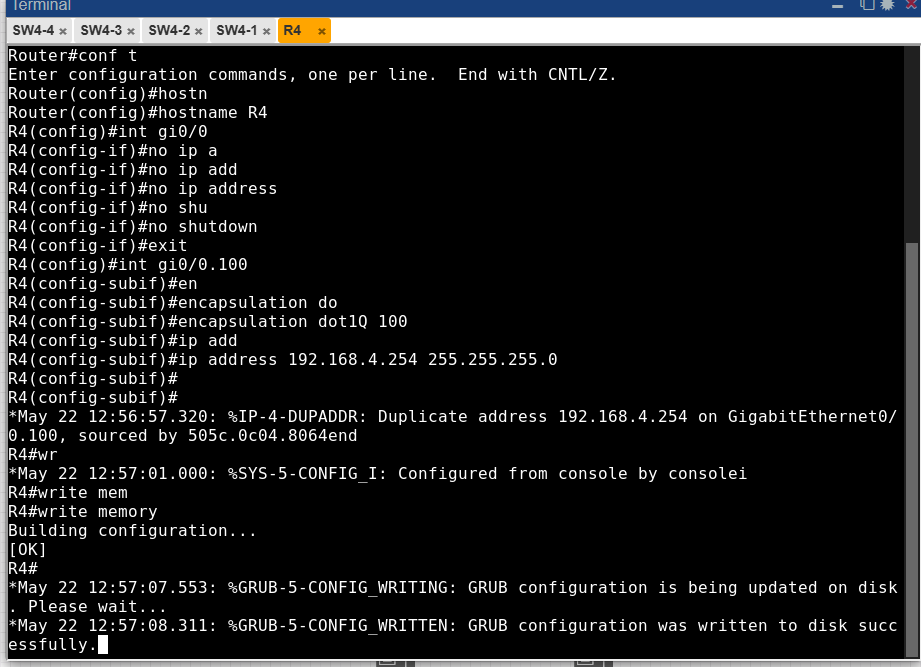 Terminal
SW4-4 × SW4-3 × SW4-2 × SW4-1 × R4 ×
Router#conf t
Enter configuration commands, one per line.  End with CNTL/Z.
Router(config)#hostn
Router(config)#hostname R4
R4(config)#int gi0/0
R4(config-if)#no ip a
R4(config-if)#no ip add
R4(config-if)#no ip address
R4(config-if)#no shu
R4(config-if)#no shutdown
R4(config-if)#exit
R4(config)#int gi0/0.100
R4(config-subif)#en
R4(config-subif)#encapsulation do
R4(config-subif)#encapsulation dot1Q 100
R4(config-subif)#ip add
R4(config-subif)#ip address 192.168.4.254 255.255.255.0
R4(config-subif)#
R4(config-subif)#
*May 22 12:56:57.320: %IP-4-DUPADDR: Duplicate address 192.168.4.254 on GigabitEthernet0/
0.100, sourced by 505c.0c04.8064end
R4#wr
*May 22 12:57:01.000: %SYS-5-CONFIG_I: Configured from console by consolei
R4#write mem
R4#write memory
Building configuration...
[OK]
R4#
*May 22 12:57:07.553: %GRUB-5-CONFIG_WRITING: GRUB configuration is being updated on disk
. Please wait...
*May 22 12:57:08.311: %GRUB-5-CONFIG_WRITTEN: GRUB configuration was written to disk succ
essfully.